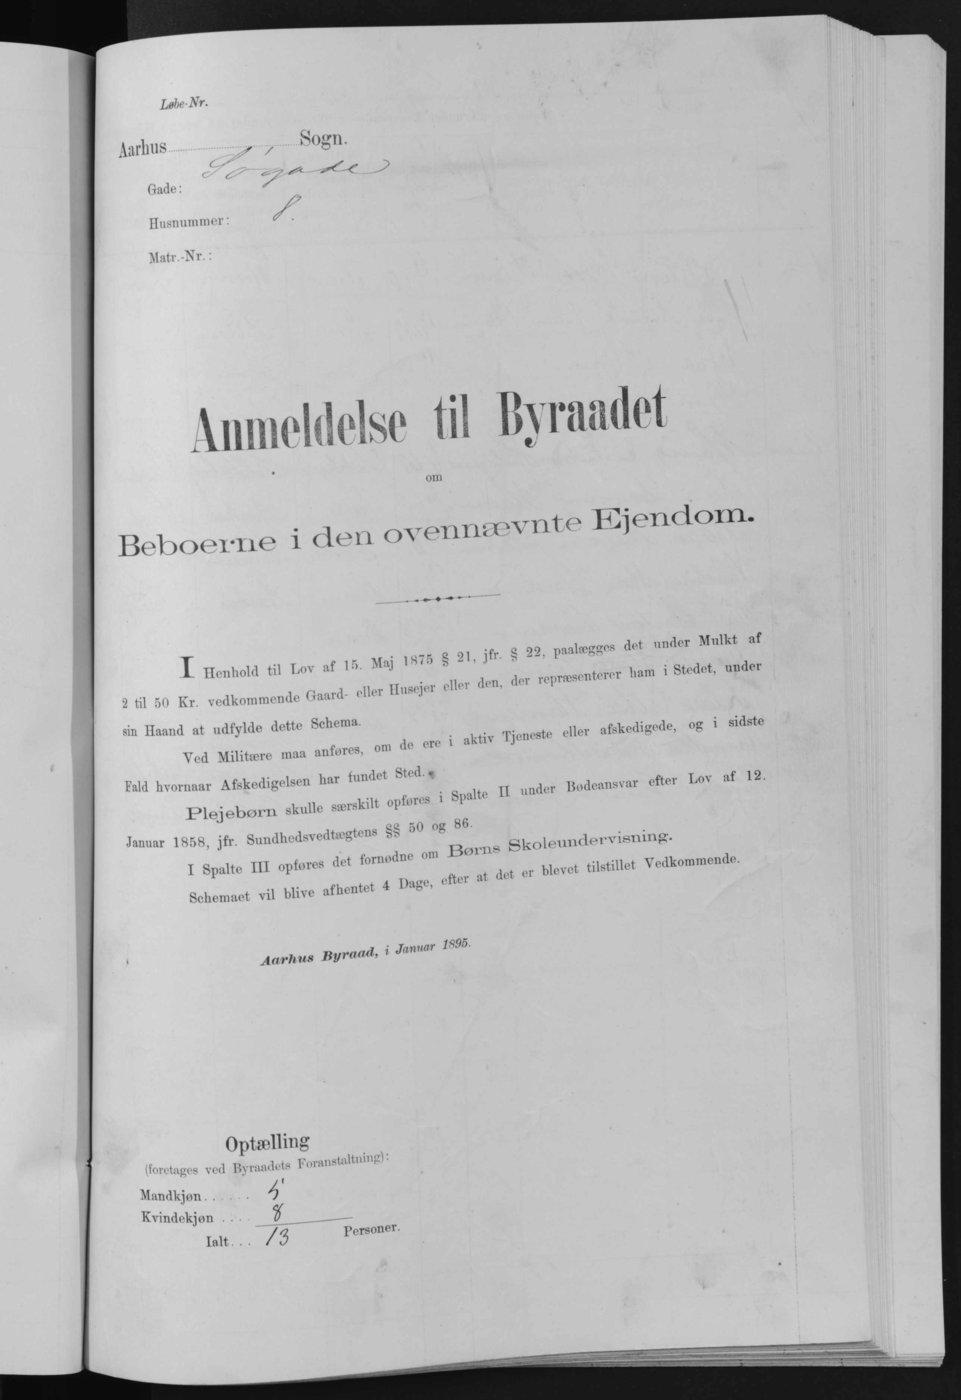 Løbe-Nr.
Aarhus Sogn.
Gade: Søgade
Husnummer: 8.
Matr.-Nr.:
Anmeldelse til Byraadet
om
Beboerne i den ovennævnte Ejendom.
I Henhold til Lov af 15. Maj 1875 § 21, jfr. § 22, paalægges det under Mulkt af
2 til 50 Kr. vedkommende Gaard- eller Husejer eller den, der repræsenterer ham i Stedet, under
sin Haand at udfylde dette Schema.
Ved Militære maa anføres, om de ere i aktiv Tjeneste eller afskedigede, og i sidste
Fald hvornaar Afskedigelsen har fundet Sted.
Plejebørn skulle særskilt opføres i Spalte II under Bødeansvar efter Lov af 12.
Januar 1858, jfr. Sundhedsvedtægtens §§ 50 og 86.
I Spalte III opføres det fornødne om Børns Skoleundervisning.
Schemaet vil blive afhentet 4 Dage, efter at det er blevet tilstillet Vedkommende.
Aarhus Byraad, i Januar 1895.
Optælling
(foretages ved Byraadets Foranstaltning):
Mandkjøn...... 5
Kvindekjøn.... 8
Ialt... 13 Personer.